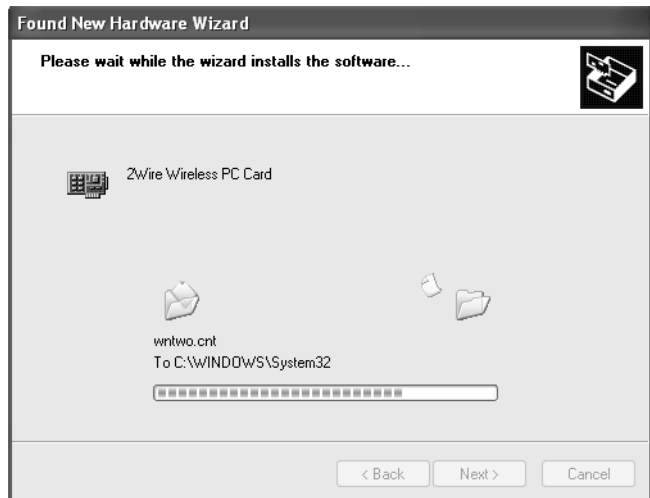 Found New Hardware Wizard
Please wait while the wizard installs the software...
2Wire Wireless PC Card
wntwo.cnt
To C:\WINDOWS\System32
< Back
Next >
Cancel